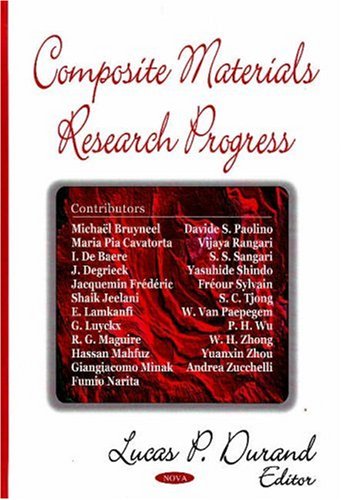 Composite Materials
Research Progress
Contributors
Michaël Bruyneel
Maria Pia Cavatorta
I. De Baere
J. Degrieck
Jacquemin Frédéric
Shaik Jeelani
E. Lamkanfi
G. Luyckx
R. G. Maguire
Hassan Mahfuz
Giangiacomo Minak
Fumio Narita
Davide S. Paolino
Vijaya Rangari
S. S. Sangari
Yasuhide Shindo
Fréour Sylvain
S. C. Tjong
W. Van Paepegem
P. H. Wu
W. H. Zhong
Yuanxin Zhou
Andrea Zucchelli
Lucas P. Durand
Editor
NOVA